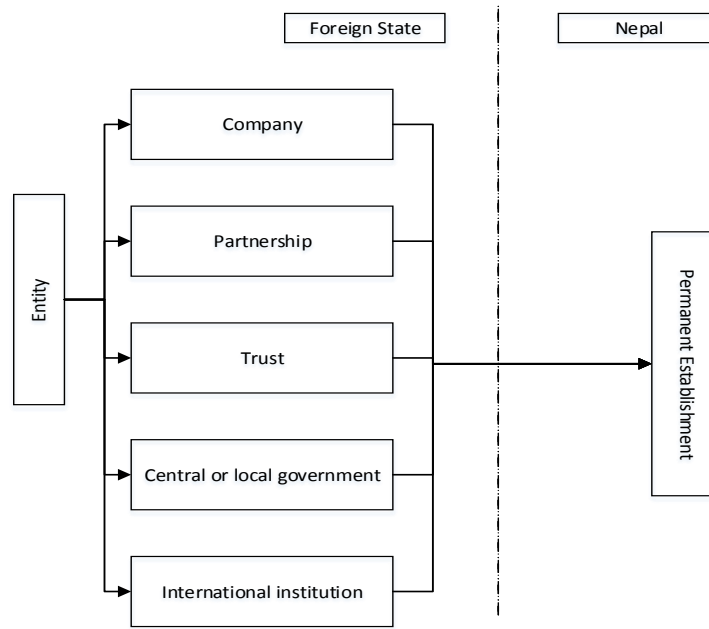 Foreign State
Nepal
Company
Partnership
Entity
Trust
Permanent Establishment
Central or local government
International institution